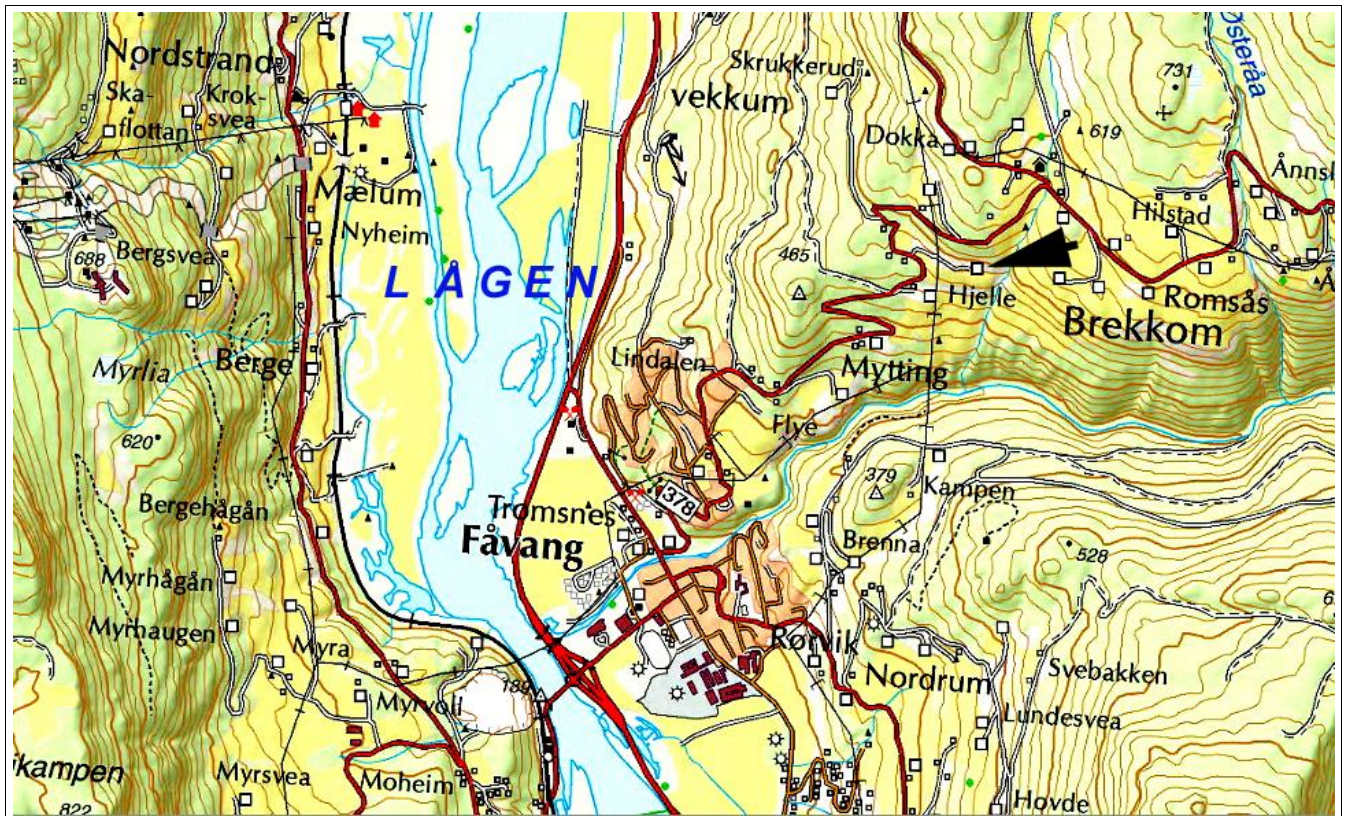 Østeråa
Nordstrand
Skrukkerud
731
Ska-
flottan
Krok-
svea
vekkum
619
Dokka
Mælum
Hilstad
Nyheim
Bergsvea
688
465
LÅGEN
Hjelle
Romsås
Brekkom
Lindalen
Berge
Myrlia
Mytting
Flye
620
379
Kampen
378
Bergehågån
Tromsnes
Fåvang
Brenna
528
Myrhågån
Myrhaugen
Myra
Rørvik
Nordrum
Svebakken
189
Myrvoll
Lundesvea
ikampen
Myrsvea
Moheim
822
Hovde